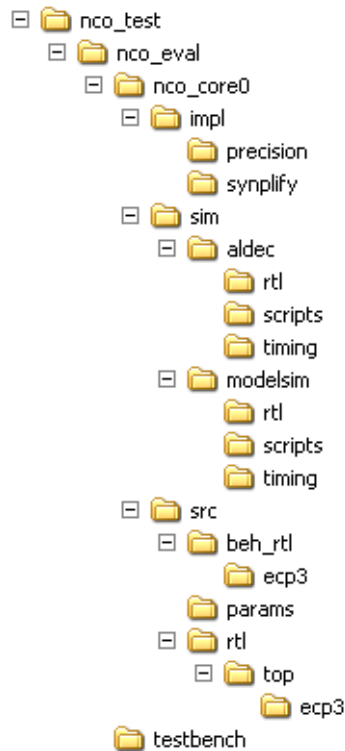 nco_test
nco_eval
nco_core0
impl
precision
synplify
sim
aldec
rtl
scripts
timing
modelsim
rtl
scripts
timing
src
beh_rtl
ecp3
params
rtl
top
ecp3
testbench